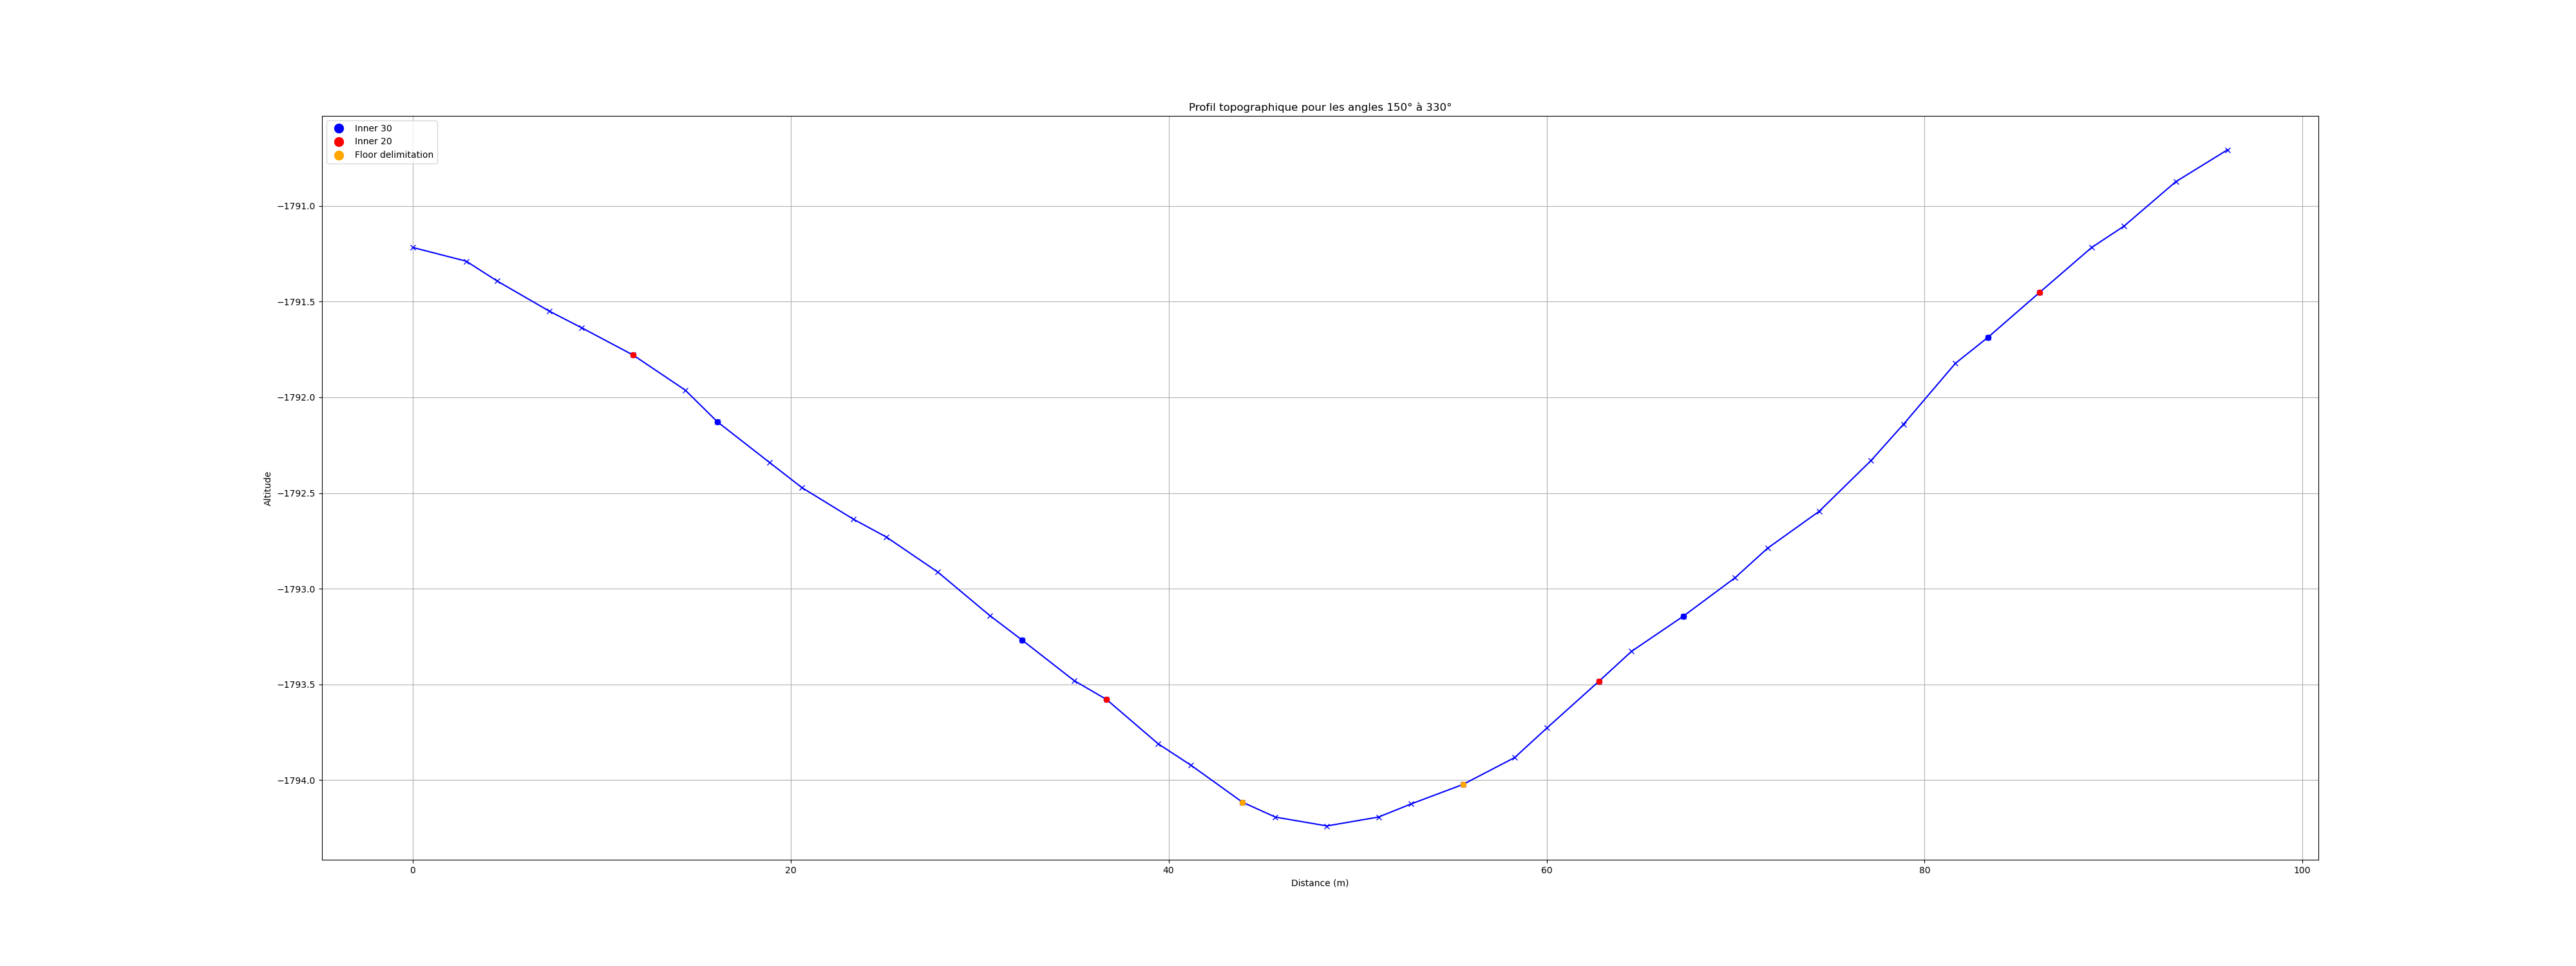 Profil topographique pour les angles 150° à 330°
Inner 30
Inner 20
Floor delimitation
−1791.0
−1791.5
−1792.0
−1792.5
−1793.0
−1793.5
−1794.0
Altitude
0
20
40
60
80
100
Distance (m)